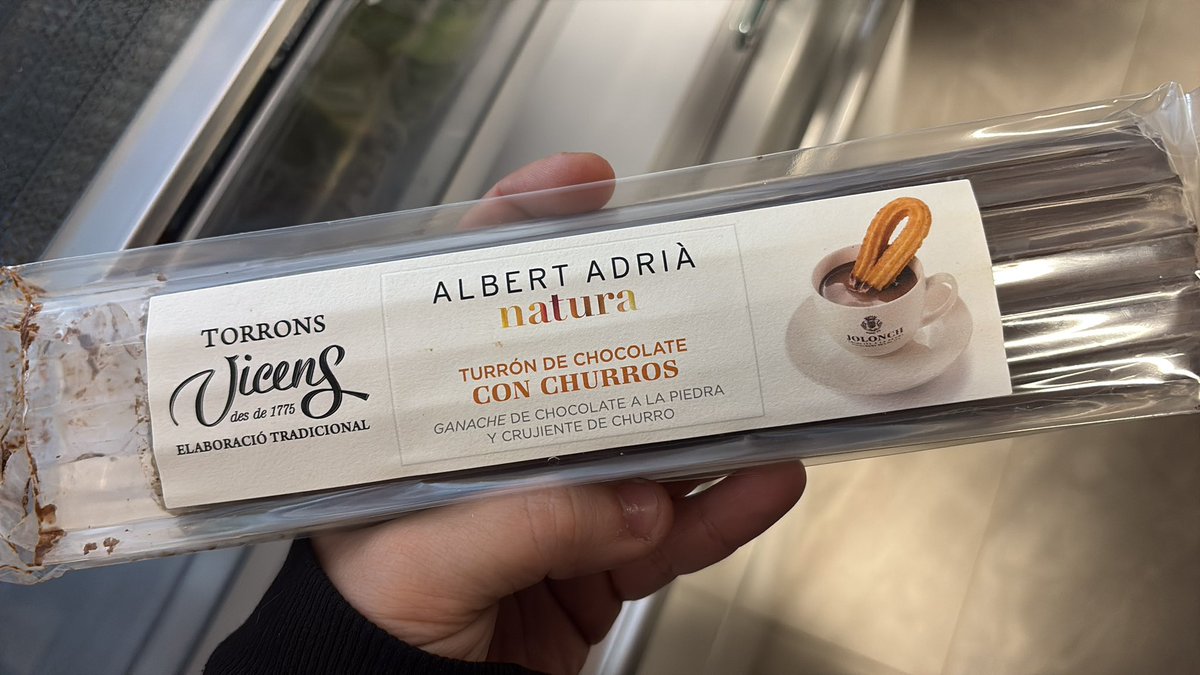 TORRONS
Vicens
des de 1775
ELABORACIÓ TRADICIONAL
ALBERT ADRIÀ
natura
TURRÓN DE CHOCOLATE
CON CHURROS
GANACHE DE CHOCOLATE A LA PIEDRA
Y CRUJIENTE DE CHURRO
JOLONCH